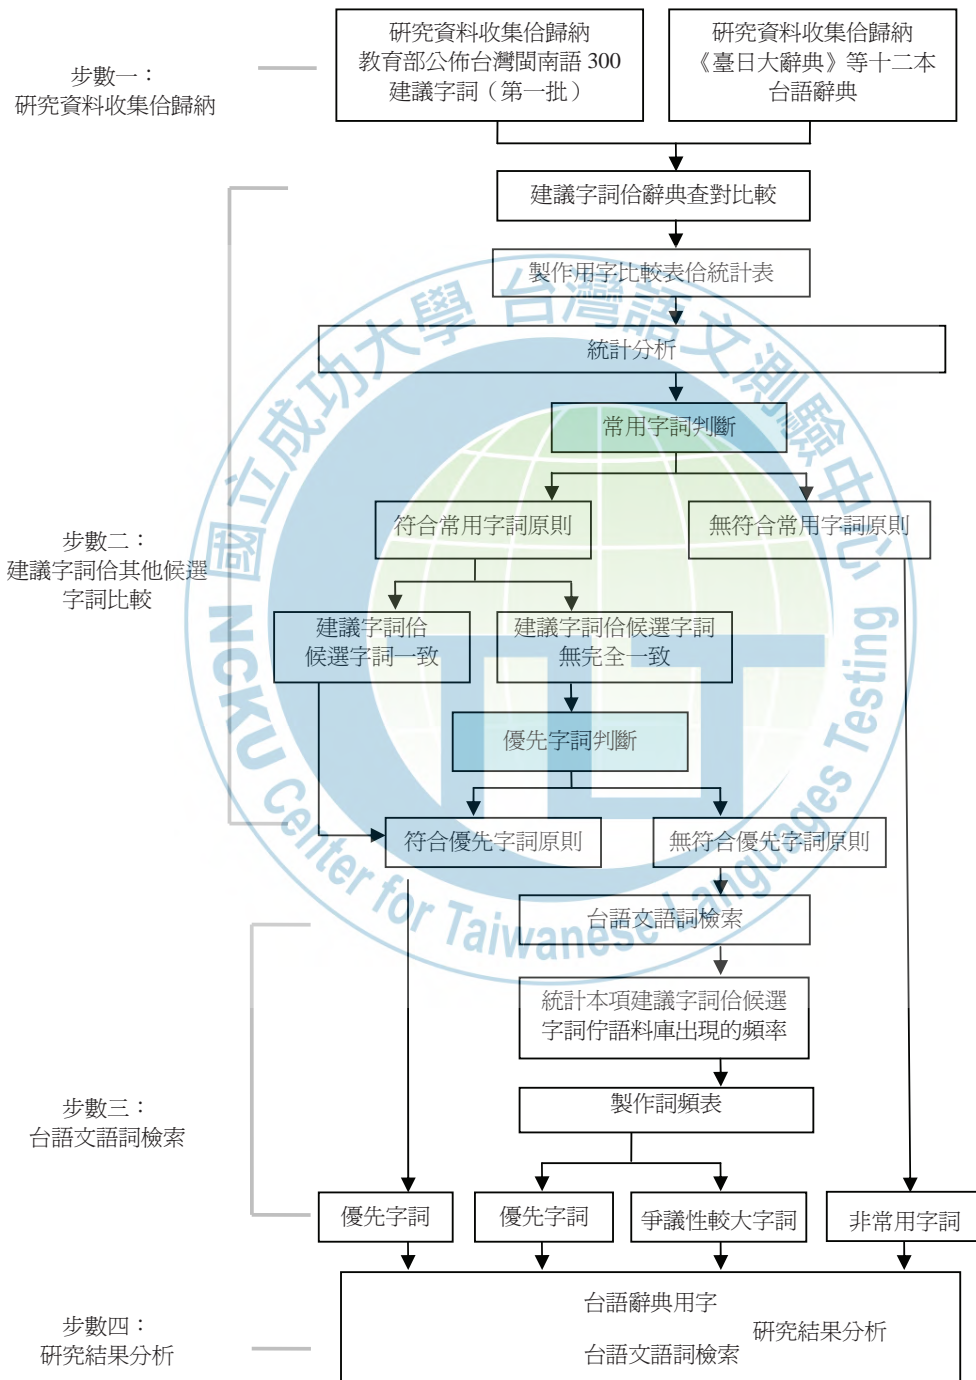 研究資料收集佮歸納
教育部公佈台灣閩南語 300
建議字詞（第一批）
研究資料收集佮歸納
《臺日大辭典》等十二本
台語辭典
步數一：
研究資料收集佮歸納
建議字詞佮辭典查對比較
製作用字比較表佮統計表
統計分析
常用字詞判斷
符合常用字詞原則
無符合常用字詞原則
步數二：
建議字詞佮其他候選
字詞比較
建議字詞佮
候選字詞一致
建議字詞佮候選字詞
無完全一致
優先字詞判斷
符合優先字詞原則
無符合優先字詞原則
台語文語詞檢索
統計本項建議字詞佮候選
字詞佇語料庫出現的頻率
製作詞頻表
步數三：
台語文語詞檢索
優先字詞
優先字詞
爭議性較大字詞
非常用字詞
步數四：
研究結果分析
台語辭典用字
研究結果分析
台語文語詞檢索
國立成功大學 台灣語文測驗中心
NCKU Center for Taiwanese Languages Testing